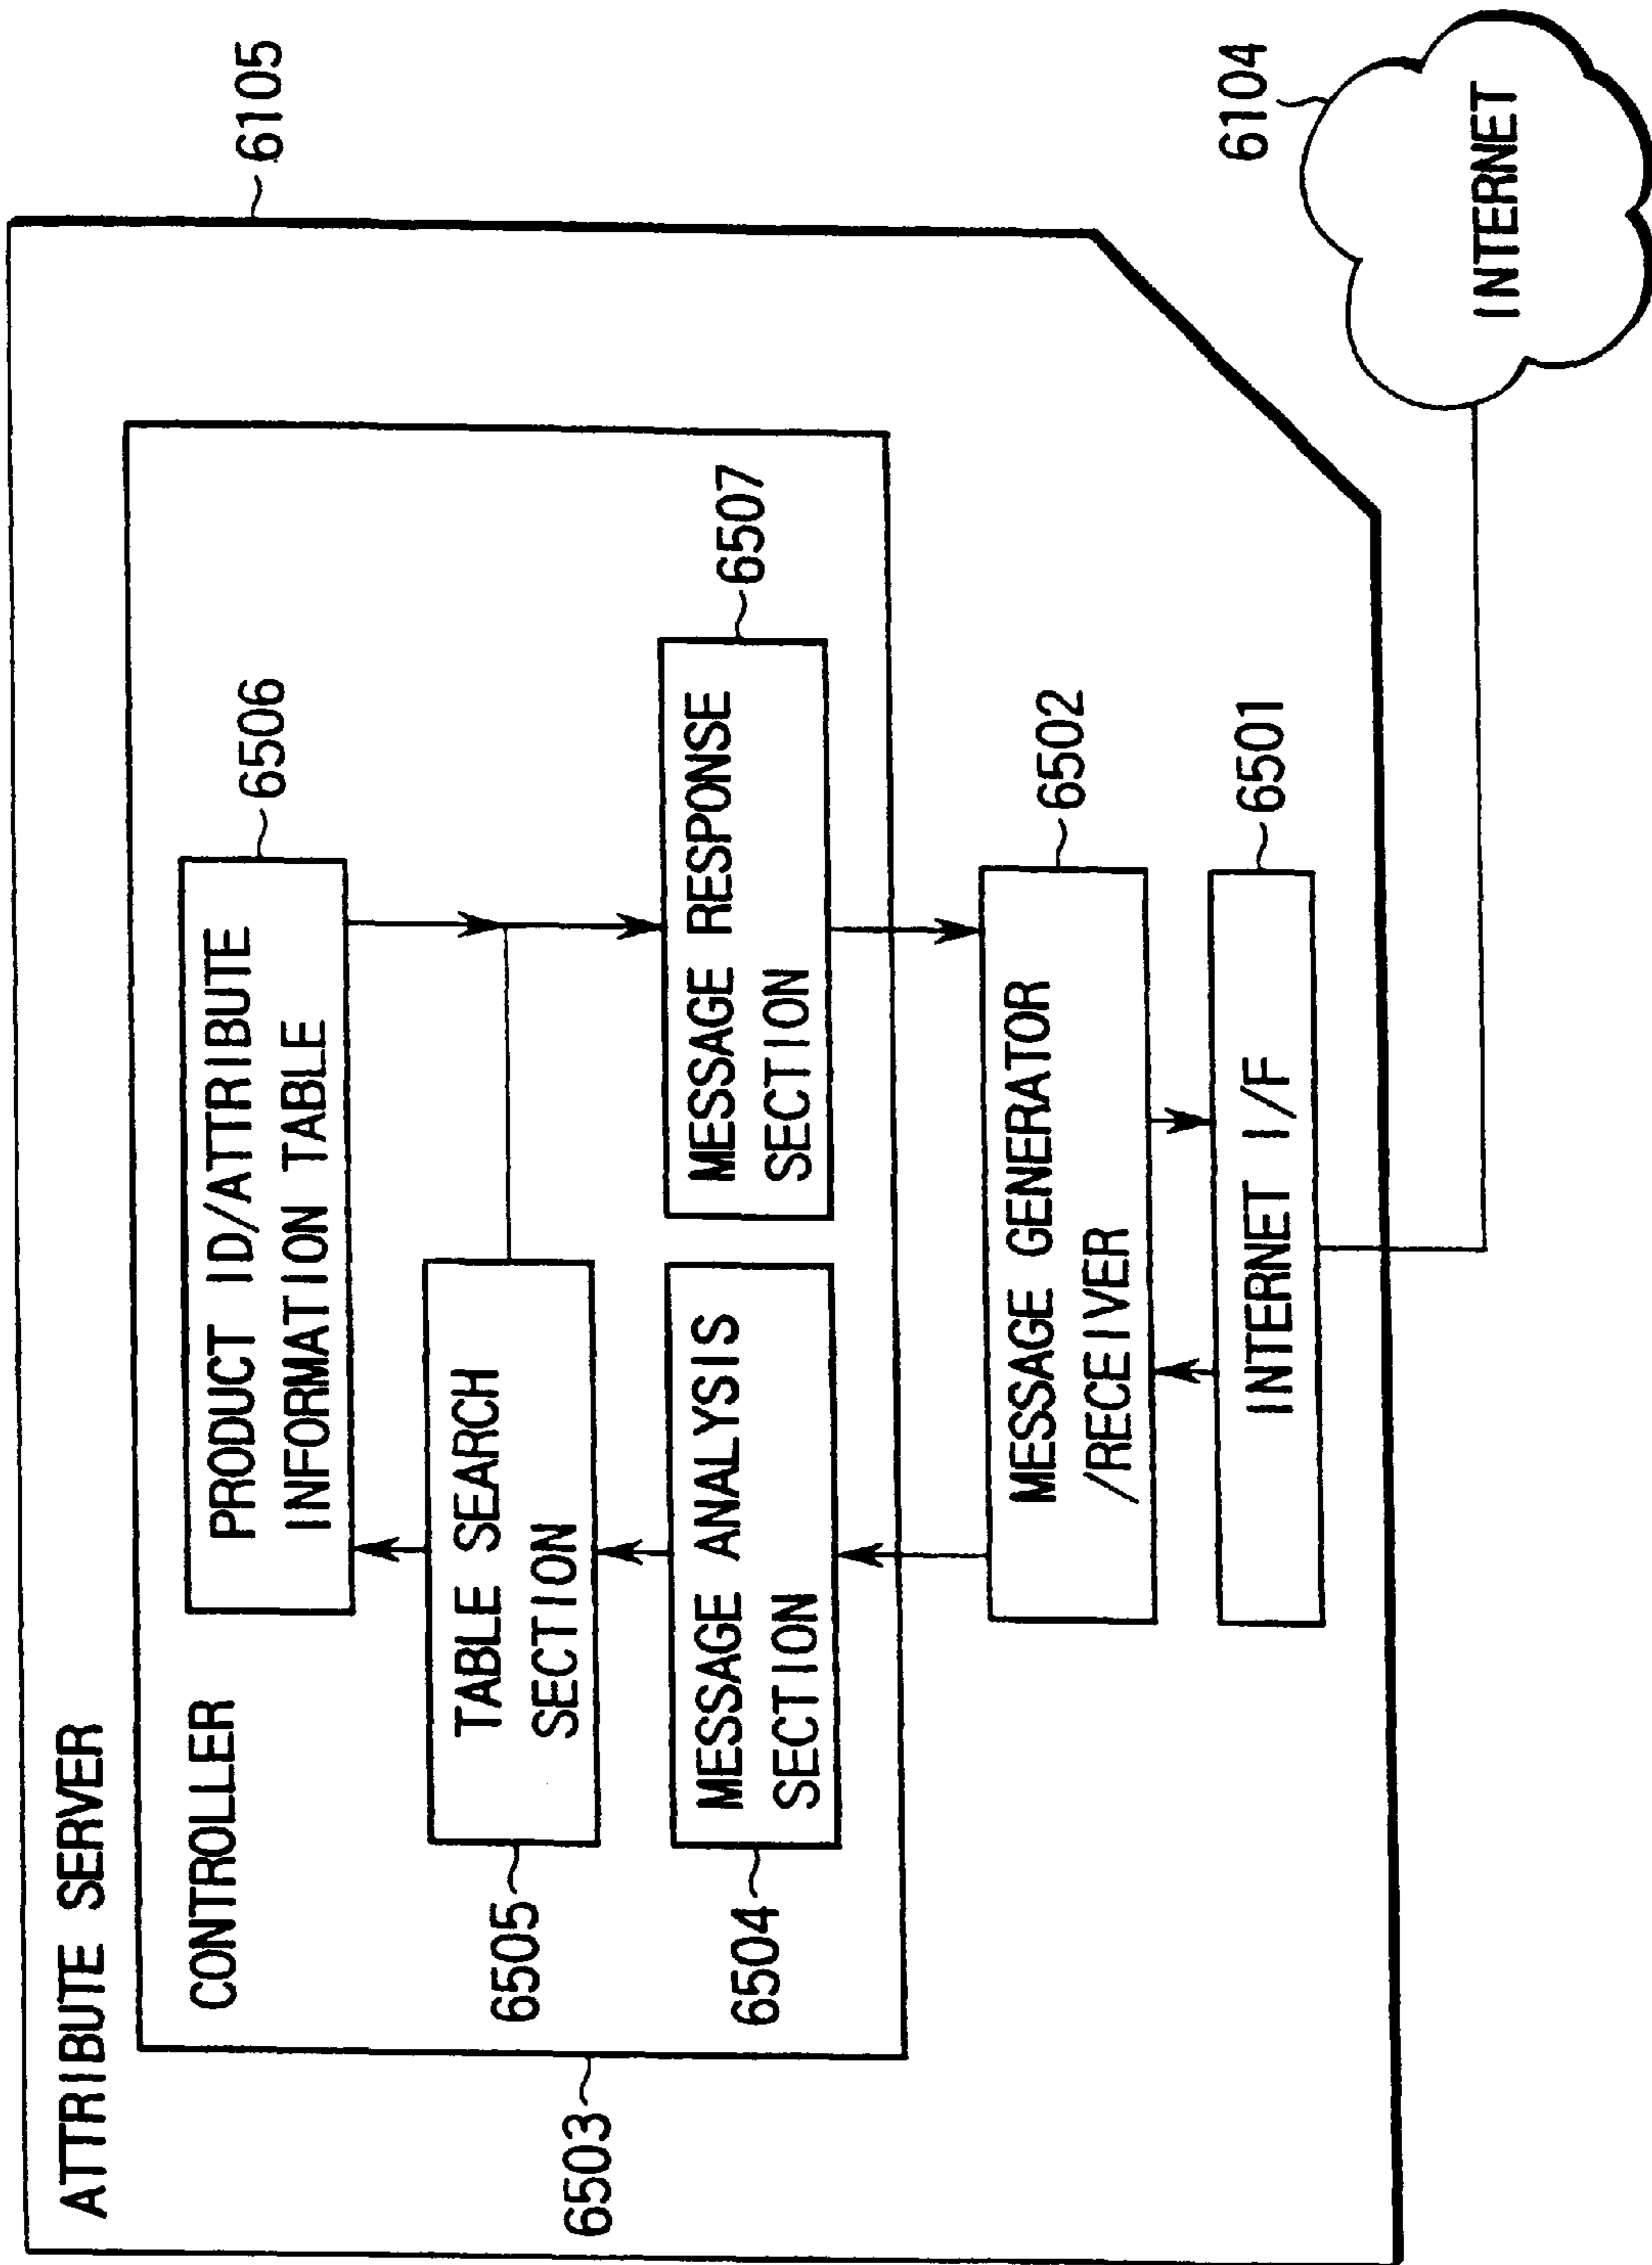 ATTRIBUTE SERVER
6105
CONTROLLER
PRODUCT ID/ATTRIBUTE
INFORMATION TABLE
6506
TABLE SEARCH
SECTION
6505
MESSAGE ANALYSIS
SECTION
6504
MESSAGE RESPONSE
SECTION
6507
6503
MESSAGE GENERATOR
/RECEIVER
6502
INTERNET I/F
6501
6104
INTERNET